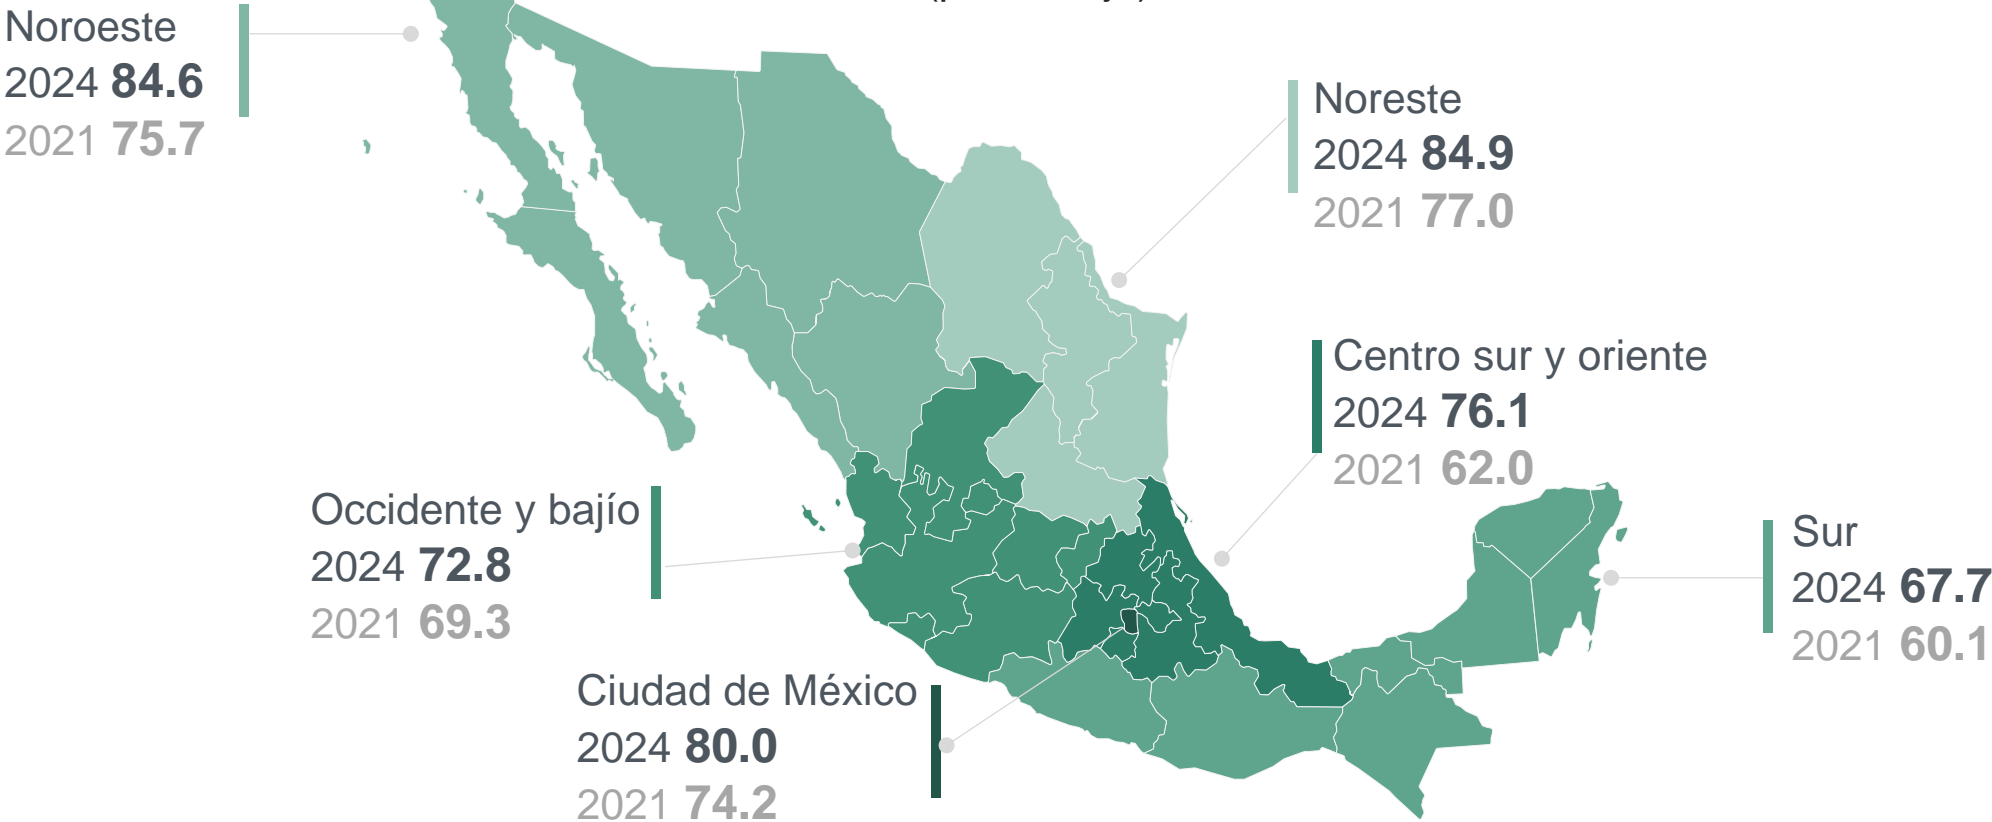 Noroeste
2024 84.6
2021 75.7
Noreste
2024 84.9
2021 77.0
Centro sur y oriente
2024 76.1
2021 62.0
Occidente y bajío
2024 72.8
2021 69.3
Sur
2024 67.7
2021 60.1
Ciudad de México
2024 80.0
2021 74.2